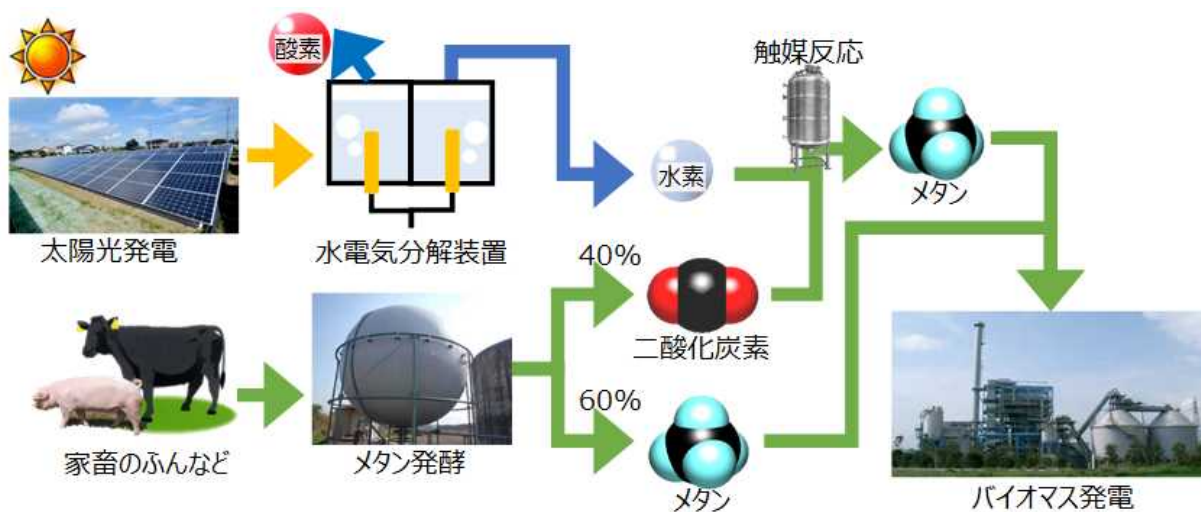 酸素
触媒反応
水素
メタン
太陽光発電
水電気分解装置
40%
二酸化炭素
60%
家畜のふんなど
メタン発酵
メタン
バイオマス発電